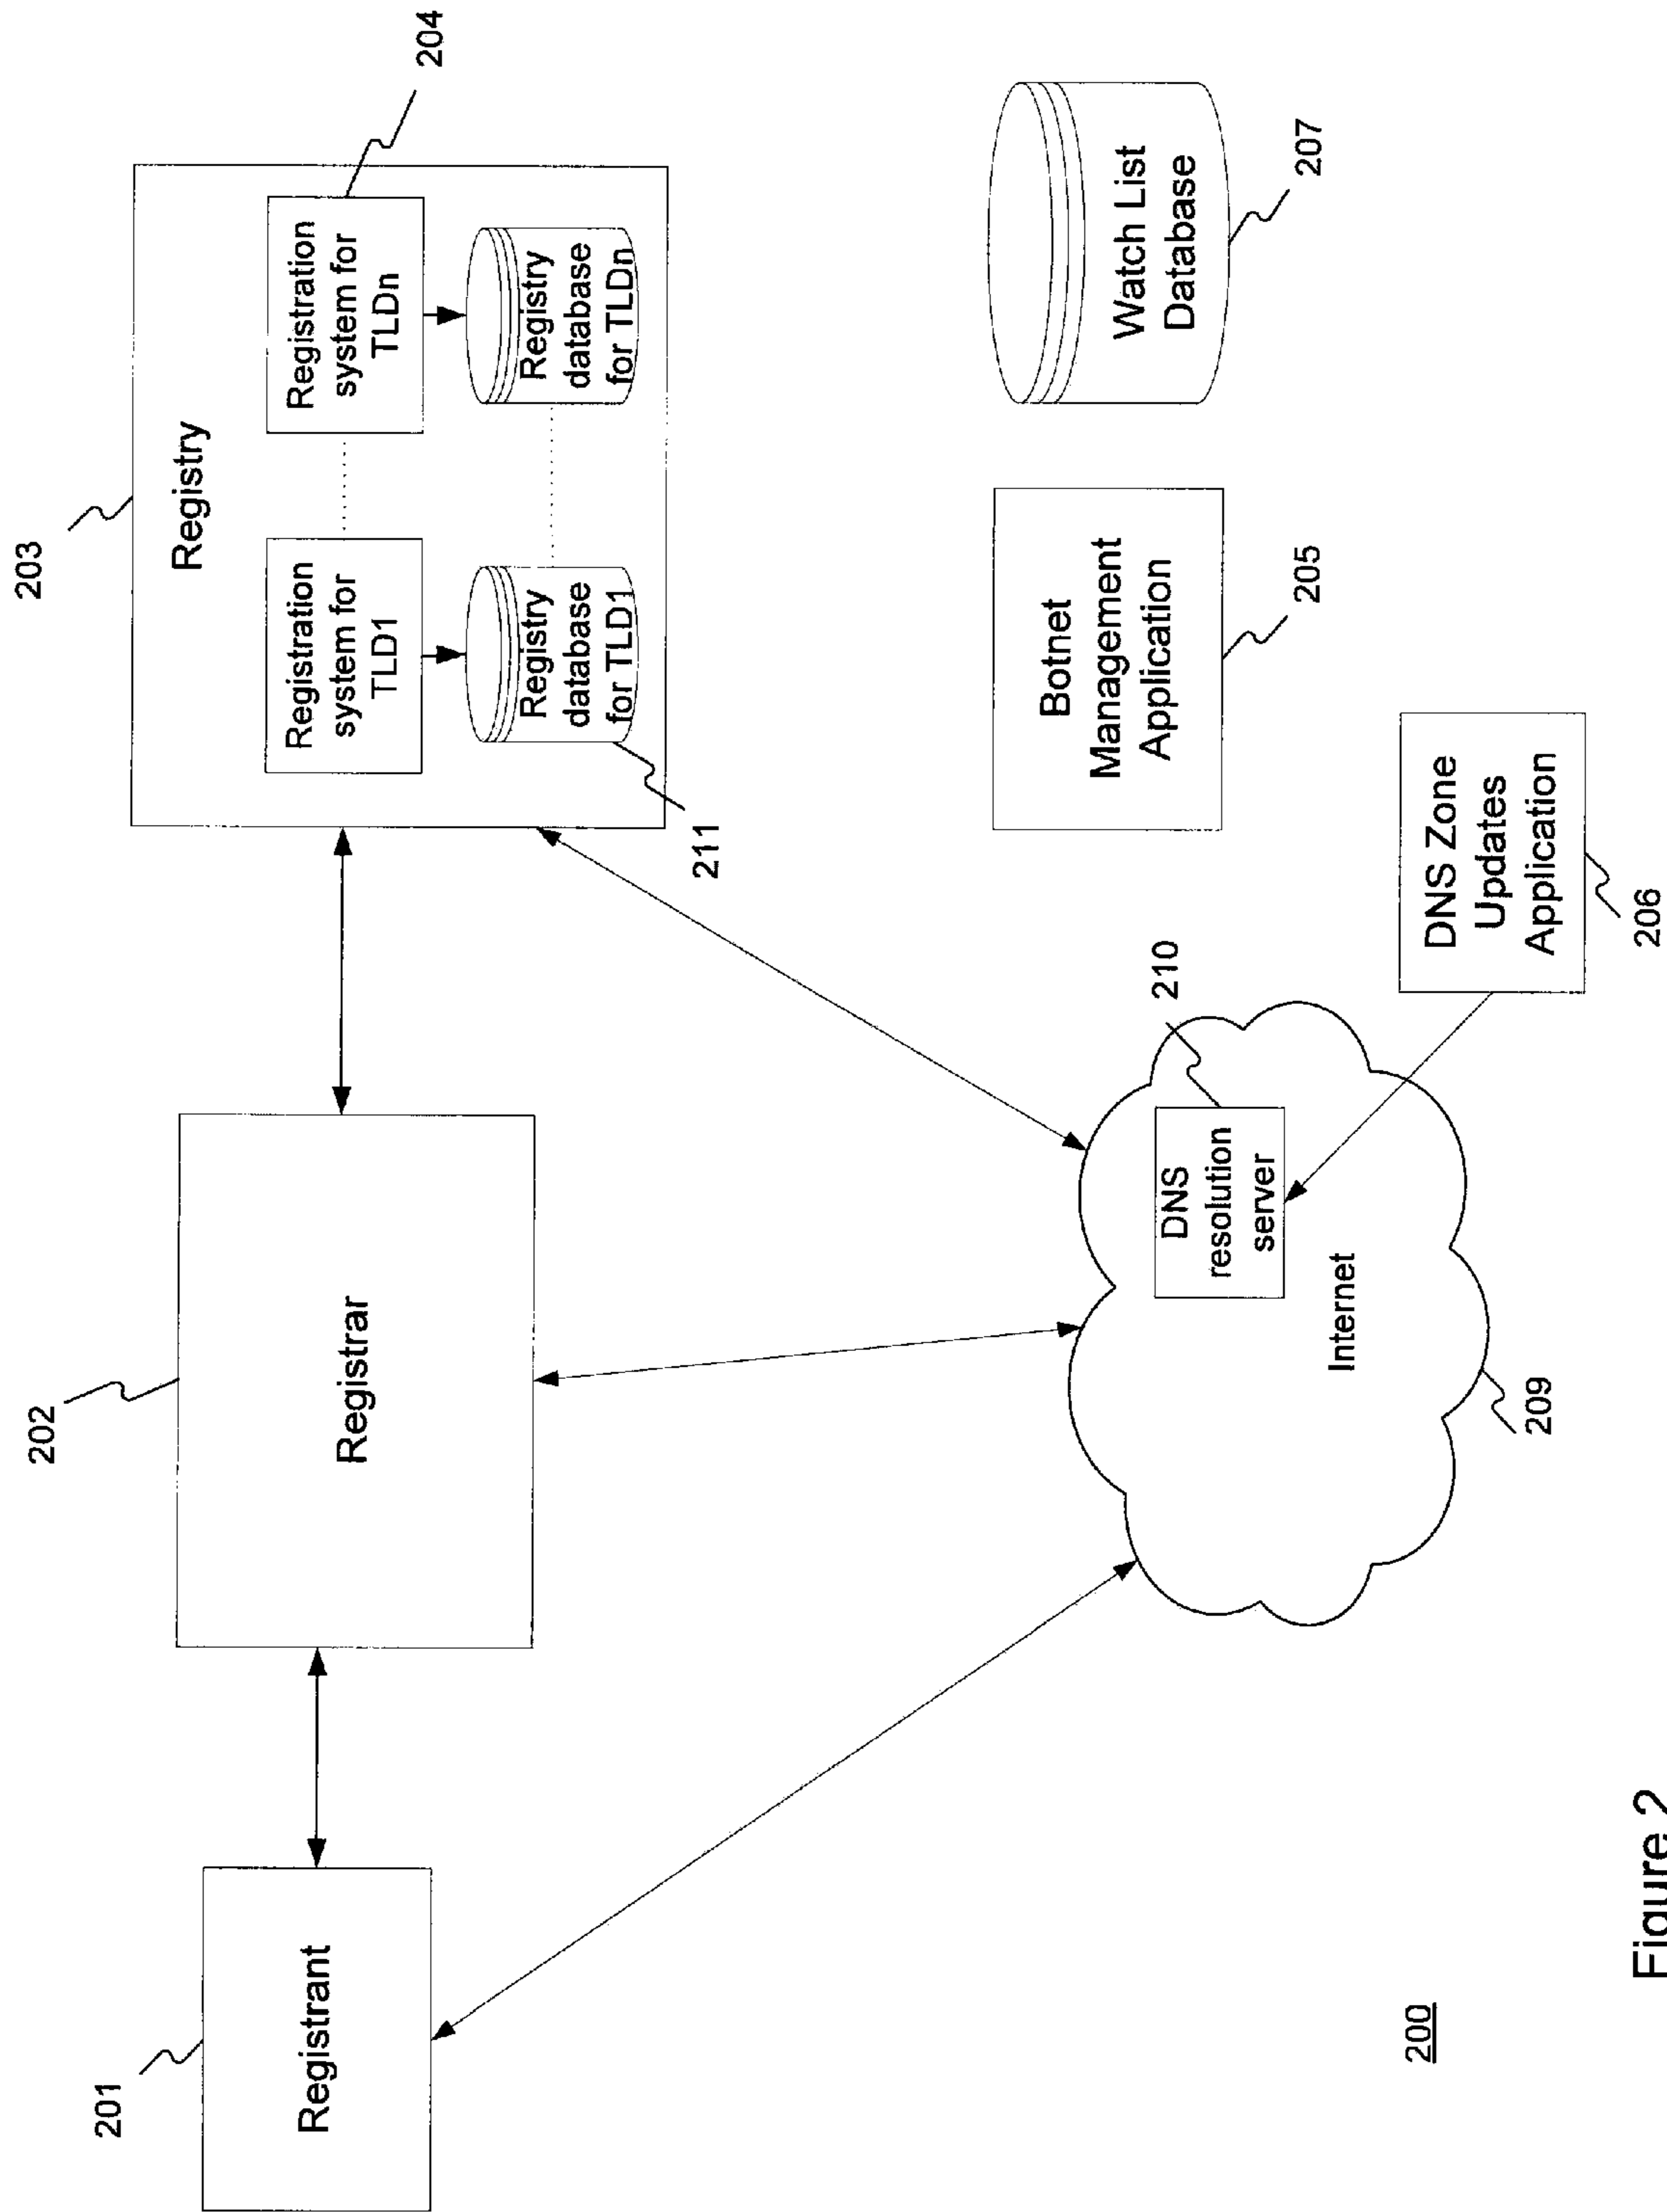 201
Registrant
202
Registrar
203
Registry
204
Registration
system for
TLD1
Registration
system for
TLDn
Registry
database
for TLD1
Registry
database
for TLDn
211
210
DNS
resolution
server
Internet
209
Botnet
Management
Application
205
Watch List
Database
207
DNS Zone
Updates
Application
206
200
Figure 2